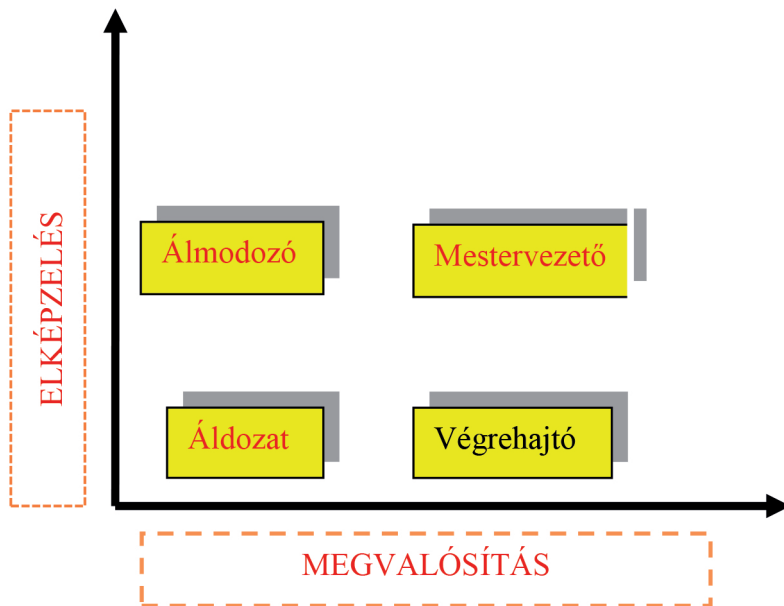 ELKÉPZELÉS
Álmodozó
Mestervezető
Áldozat
Végrehajtó
MEGVALÓSÍTÁS